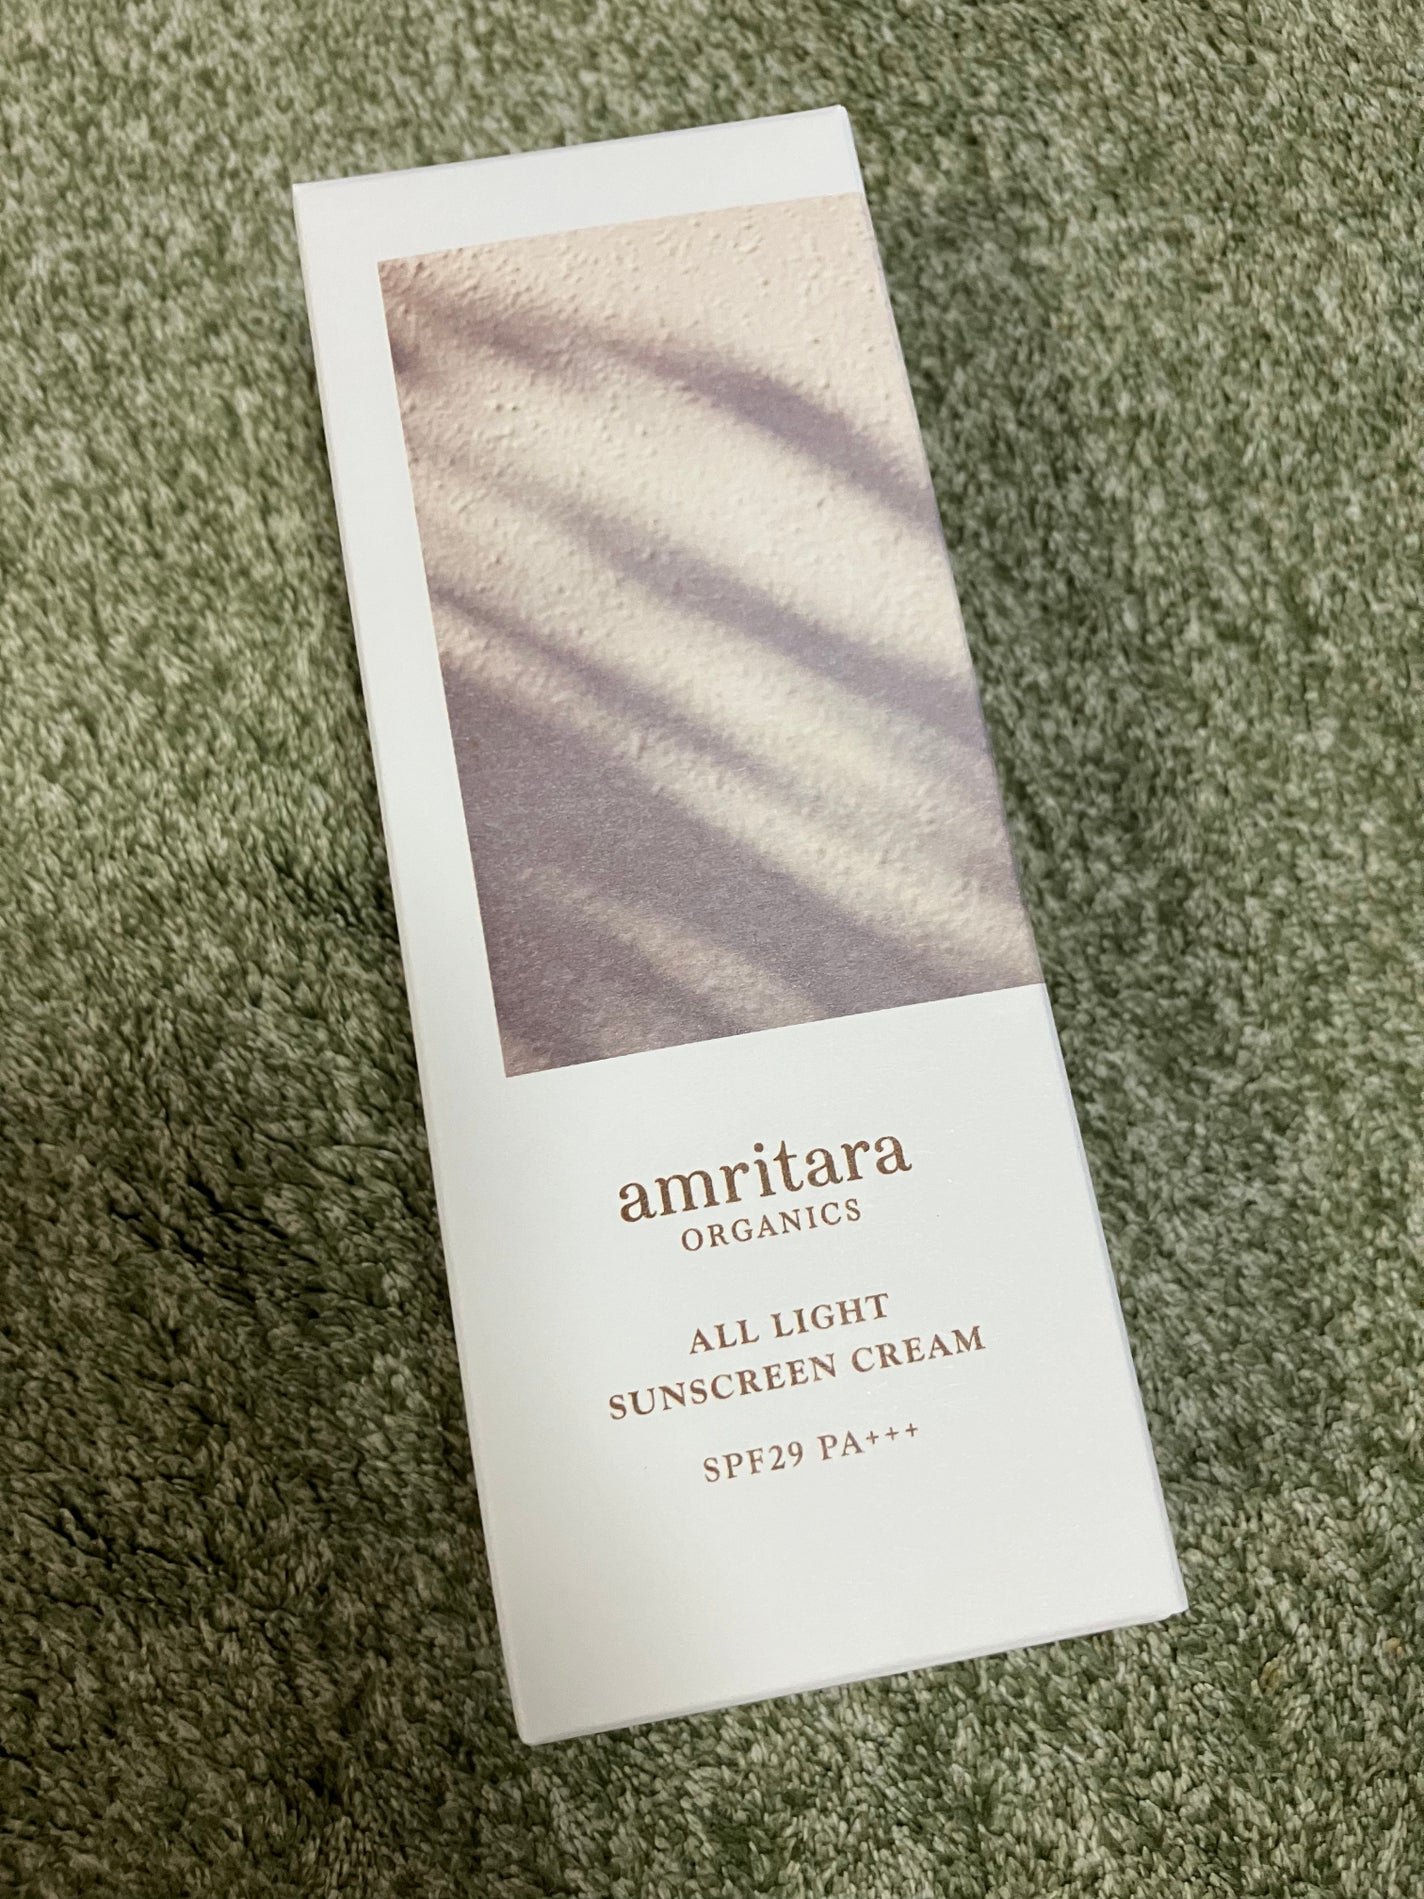 amritara
ORGANICS
ALL LIGHT
SUNSCREEN CREAM
SPF29 PA+++